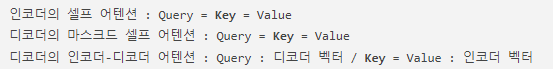 인코더의 셀프 어텐션 : Query = Key = Value
디코더의 마스크드 셀프 어텐션 : Query = Key = Value
디코더의 인코더-디코더 어텐션 : Query : 디코더 벡터 / Key = Value : 인코더 벡터